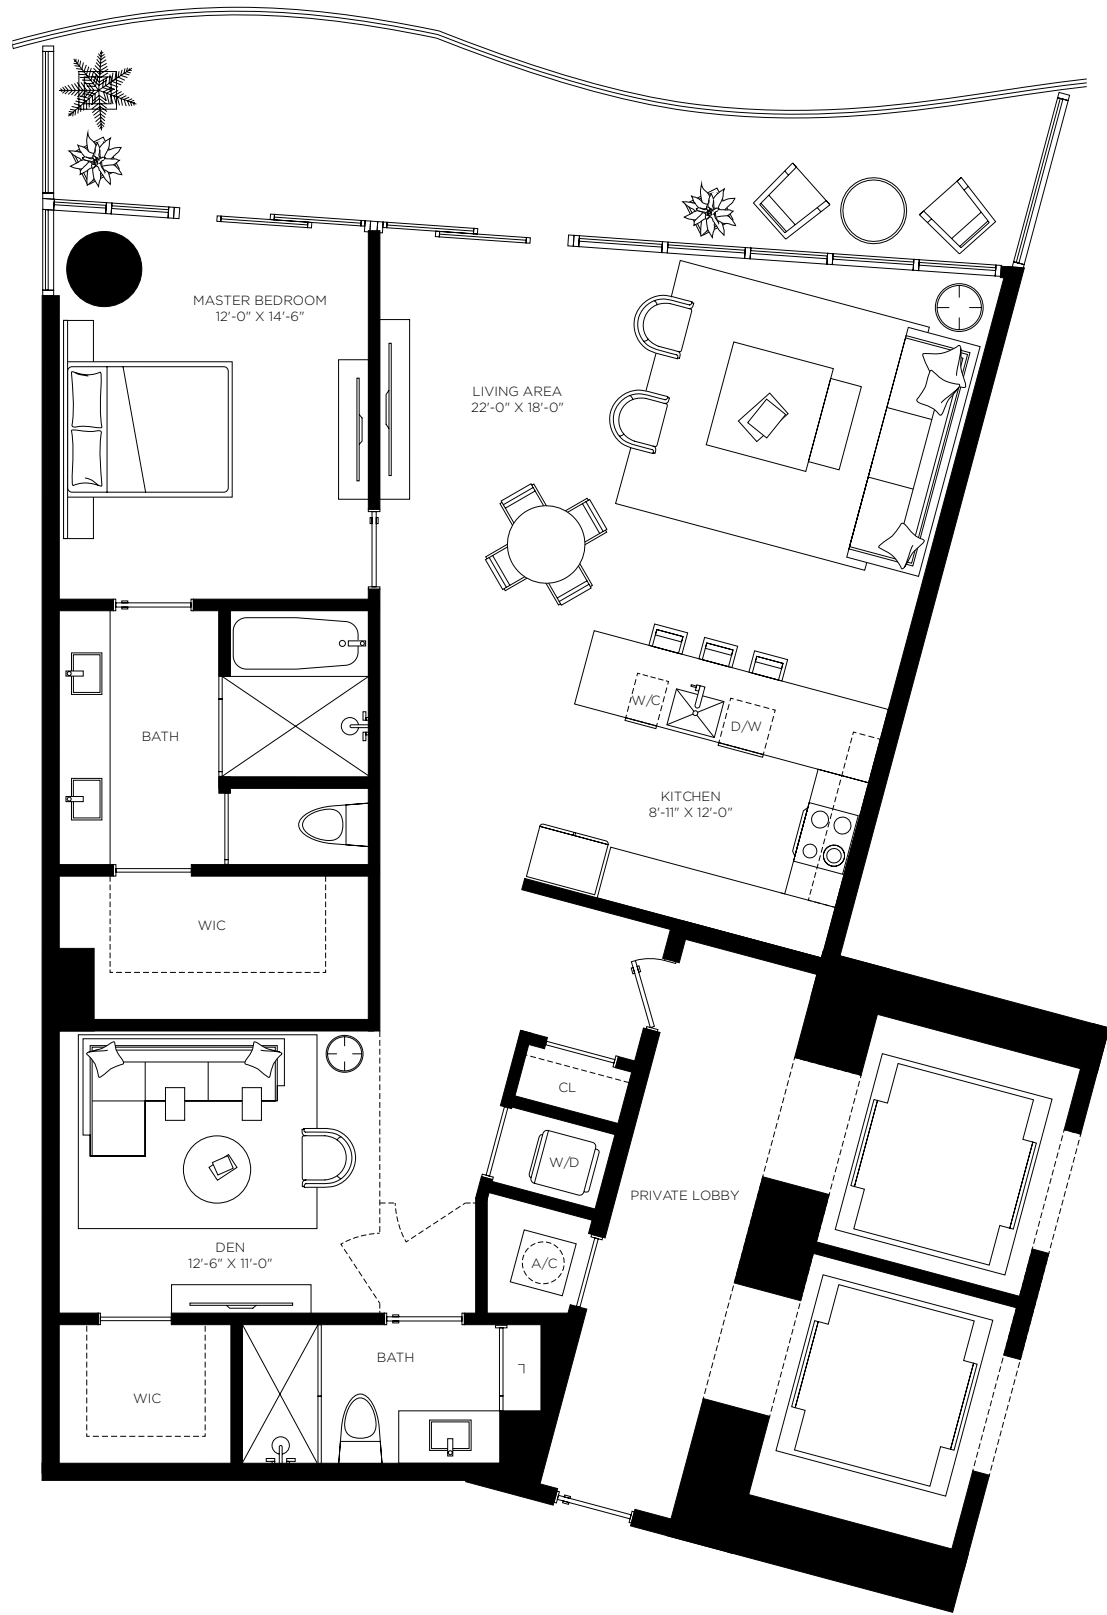 MASTER BEDROOM
12'-0" X 14'-6"
LIVING AREA
22'-0" X 18'-0"
W/C
D/W
BATH
KITCHEN
8'-11" X 12'-0"
WIC
CL
W/D
PRIVATE LOBBY
DEN
12'-6" X 11'-0"
A/C
BATH
WIC